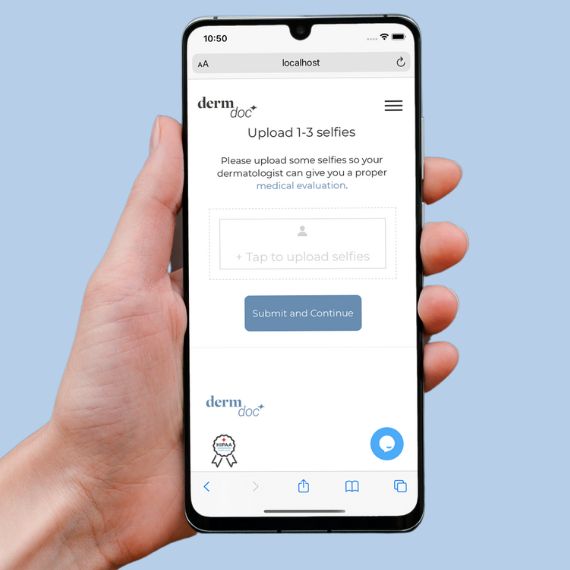 10:50
AA
localhost
derm
doc
Upload 1-3 selfies
Please upload some selfies so your
dermatologist can give you a proper
medical evaluation.
+ Tap to upload selfies
Submit and Continue
derm
doc
HIPAA